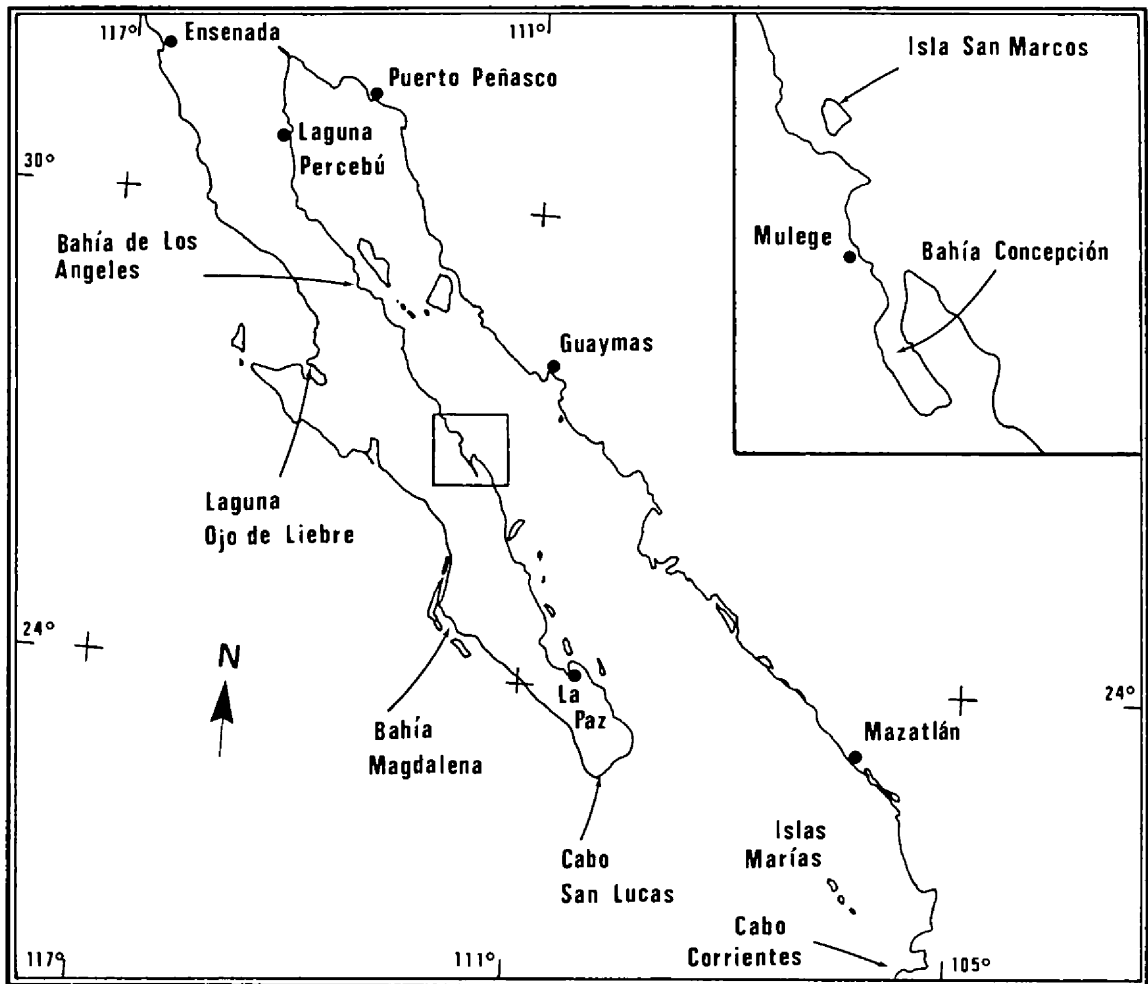 117°
Ensenada
111°
Isla San Marcos
Puerto Peñasco
Laguna
Percebú
30°
Mulege
Bahía Concepción
Bahía de Los
Angeles
Guaymas
Laguna
Ojo de Liebre
24°
N
La
Paz
24°
Bahía
Magdalena
Mazatlán
Islas
Marías
Cabo
San Lucas
Cabo
Corrientes
117°
111°
105°